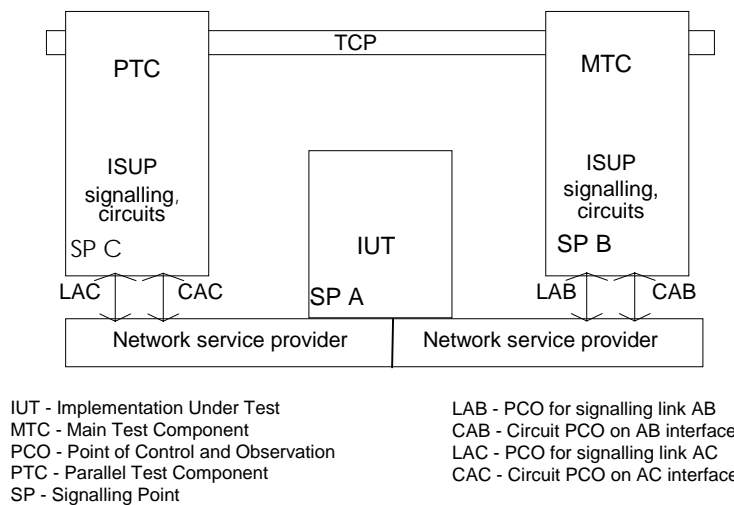 TCP
PTC
MTC
ISUP
signalling,
circuits
SP C
ISUP
signalling,
circuits
SP B
IUT
SP A
LAC
CAC
LAB
CAB
Network service provider
Network service provider
IUT - Implementation Under Test
MTC - Main Test Component
PCO - Point of Control and Observation
PTC - Parallel Test Component
SP - Signalling Point
LAB - PCO for signalling link AB
CAB - Circuit PCO on AB interface
LAC - PCO for signalling link AC
CAC - Circuit PCO on AC interface